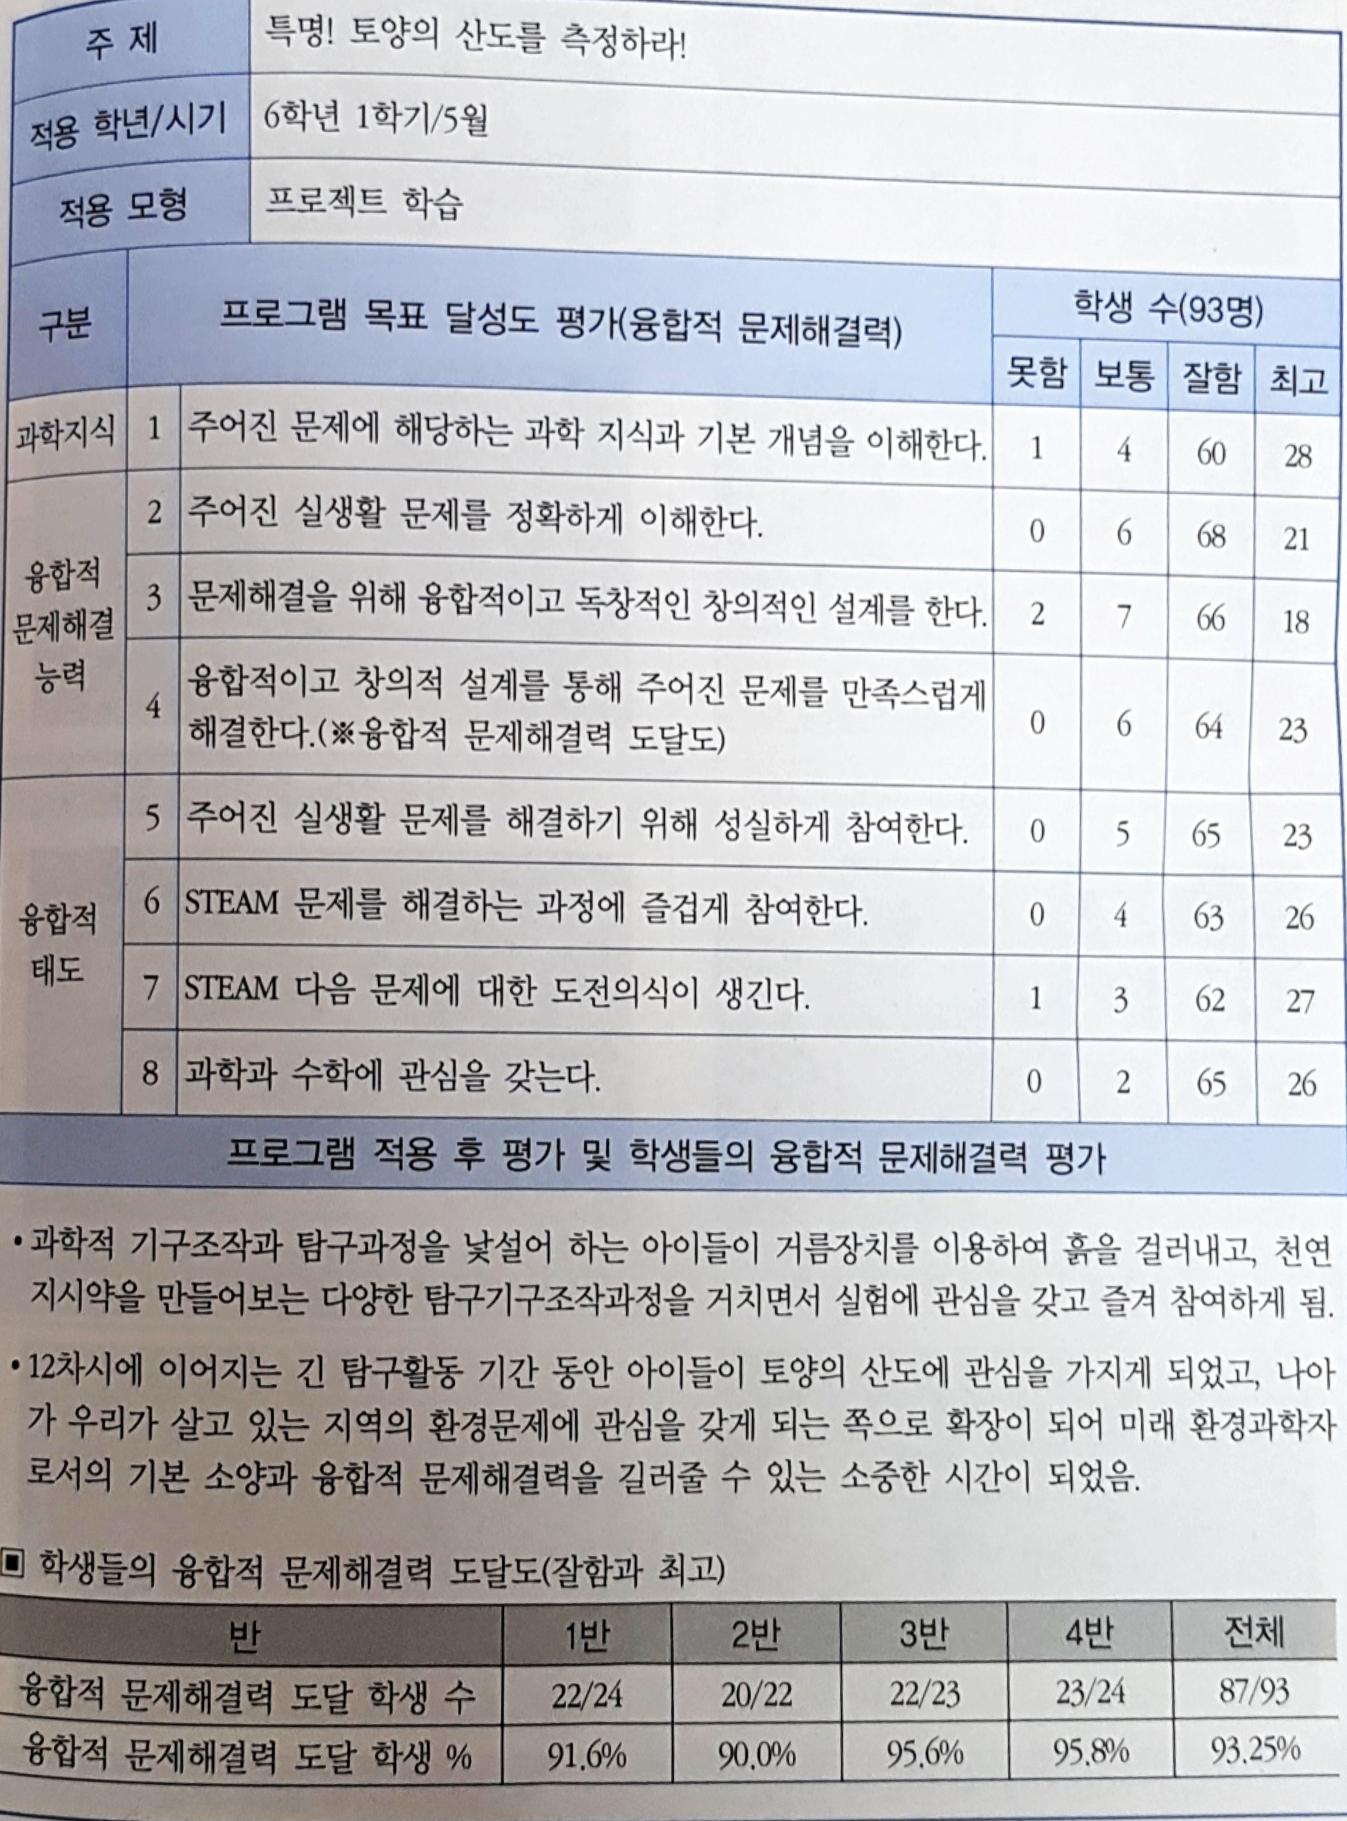 주 제 특명! 토양의 산도를 측정하라!
적용 학년/시기 6학년 1학기/5월
적용 모형 프로젝트 학습
구분 프로그램 목표 달성도 평가(융합적 문제해결력) 학생 수(93명)
못함 보통 잘함 최고
과학지식 1 주어진 문제에 해당하는 과학 지식과 기본 개념을 이해한다. 1 4 60 28
융합적
문제해결
능력
2 주어진 실생활 문제를 정확하게 이해한다. 0 6 68 21
3 문제해결을 위해 융합적이고 독창적인 창의적인 설계를 한다. 2 7 66 18
4 융합적이고 창의적 설계를 통해 주어진 문제를 만족스럽게
해결한다.(※융합적 문제해결력 도달도) 0 6 64 23
융합적
태도
5 주어진 실생활 문제를 해결하기 위해 성실하게 참여한다. 0 5 65 23
6 STEAM 문제를 해결하는 과정에 즐겁게 참여한다. 0 4 63 26
7 STEAM 다음 문제에 대한 도전의식이 생긴다. 1 3 62 27
8 과학과 수학에 관심을 갖는다. 0 2 65 26
프로그램 적용 후 평가 및 학생들의 융합적 문제해결력 평가
• 과학적 기구조작과 탐구과정을 낯설어 하는 아이들이 거름장치를 이용하여 흙을 걸러내고, 천연
지시약을 만들어보는 다양한 탐구기구조작과정을 거치면서 실험에 관심을 갖고 즐겨 참여하게 됨.
• 12차시에 이어지는 긴 탐구활동 기간 동안 아이들이 토양의 산도에 관심을 가지게 되었고, 나아
가 우리가 살고 있는 지역의 환경문제에 관심을 갖게 되는 쪽으로 확장이 되어 미래 환경과학자
로서의 기본 소양과 융합적 문제해결력을 길러줄 수 있는 소중한 시간이 되었음.
▣ 학생들의 융합적 문제해결력 도달도(잘함과 최고)
반 1반 2반 3반 4반 전체
융합적 문제해결력 도달 학생 수 22/24 20/22 22/23 23/24 87/93
융합적 문제해결력 도달 학생 % 91.6% 90.0% 95.6% 95.8% 93.25%